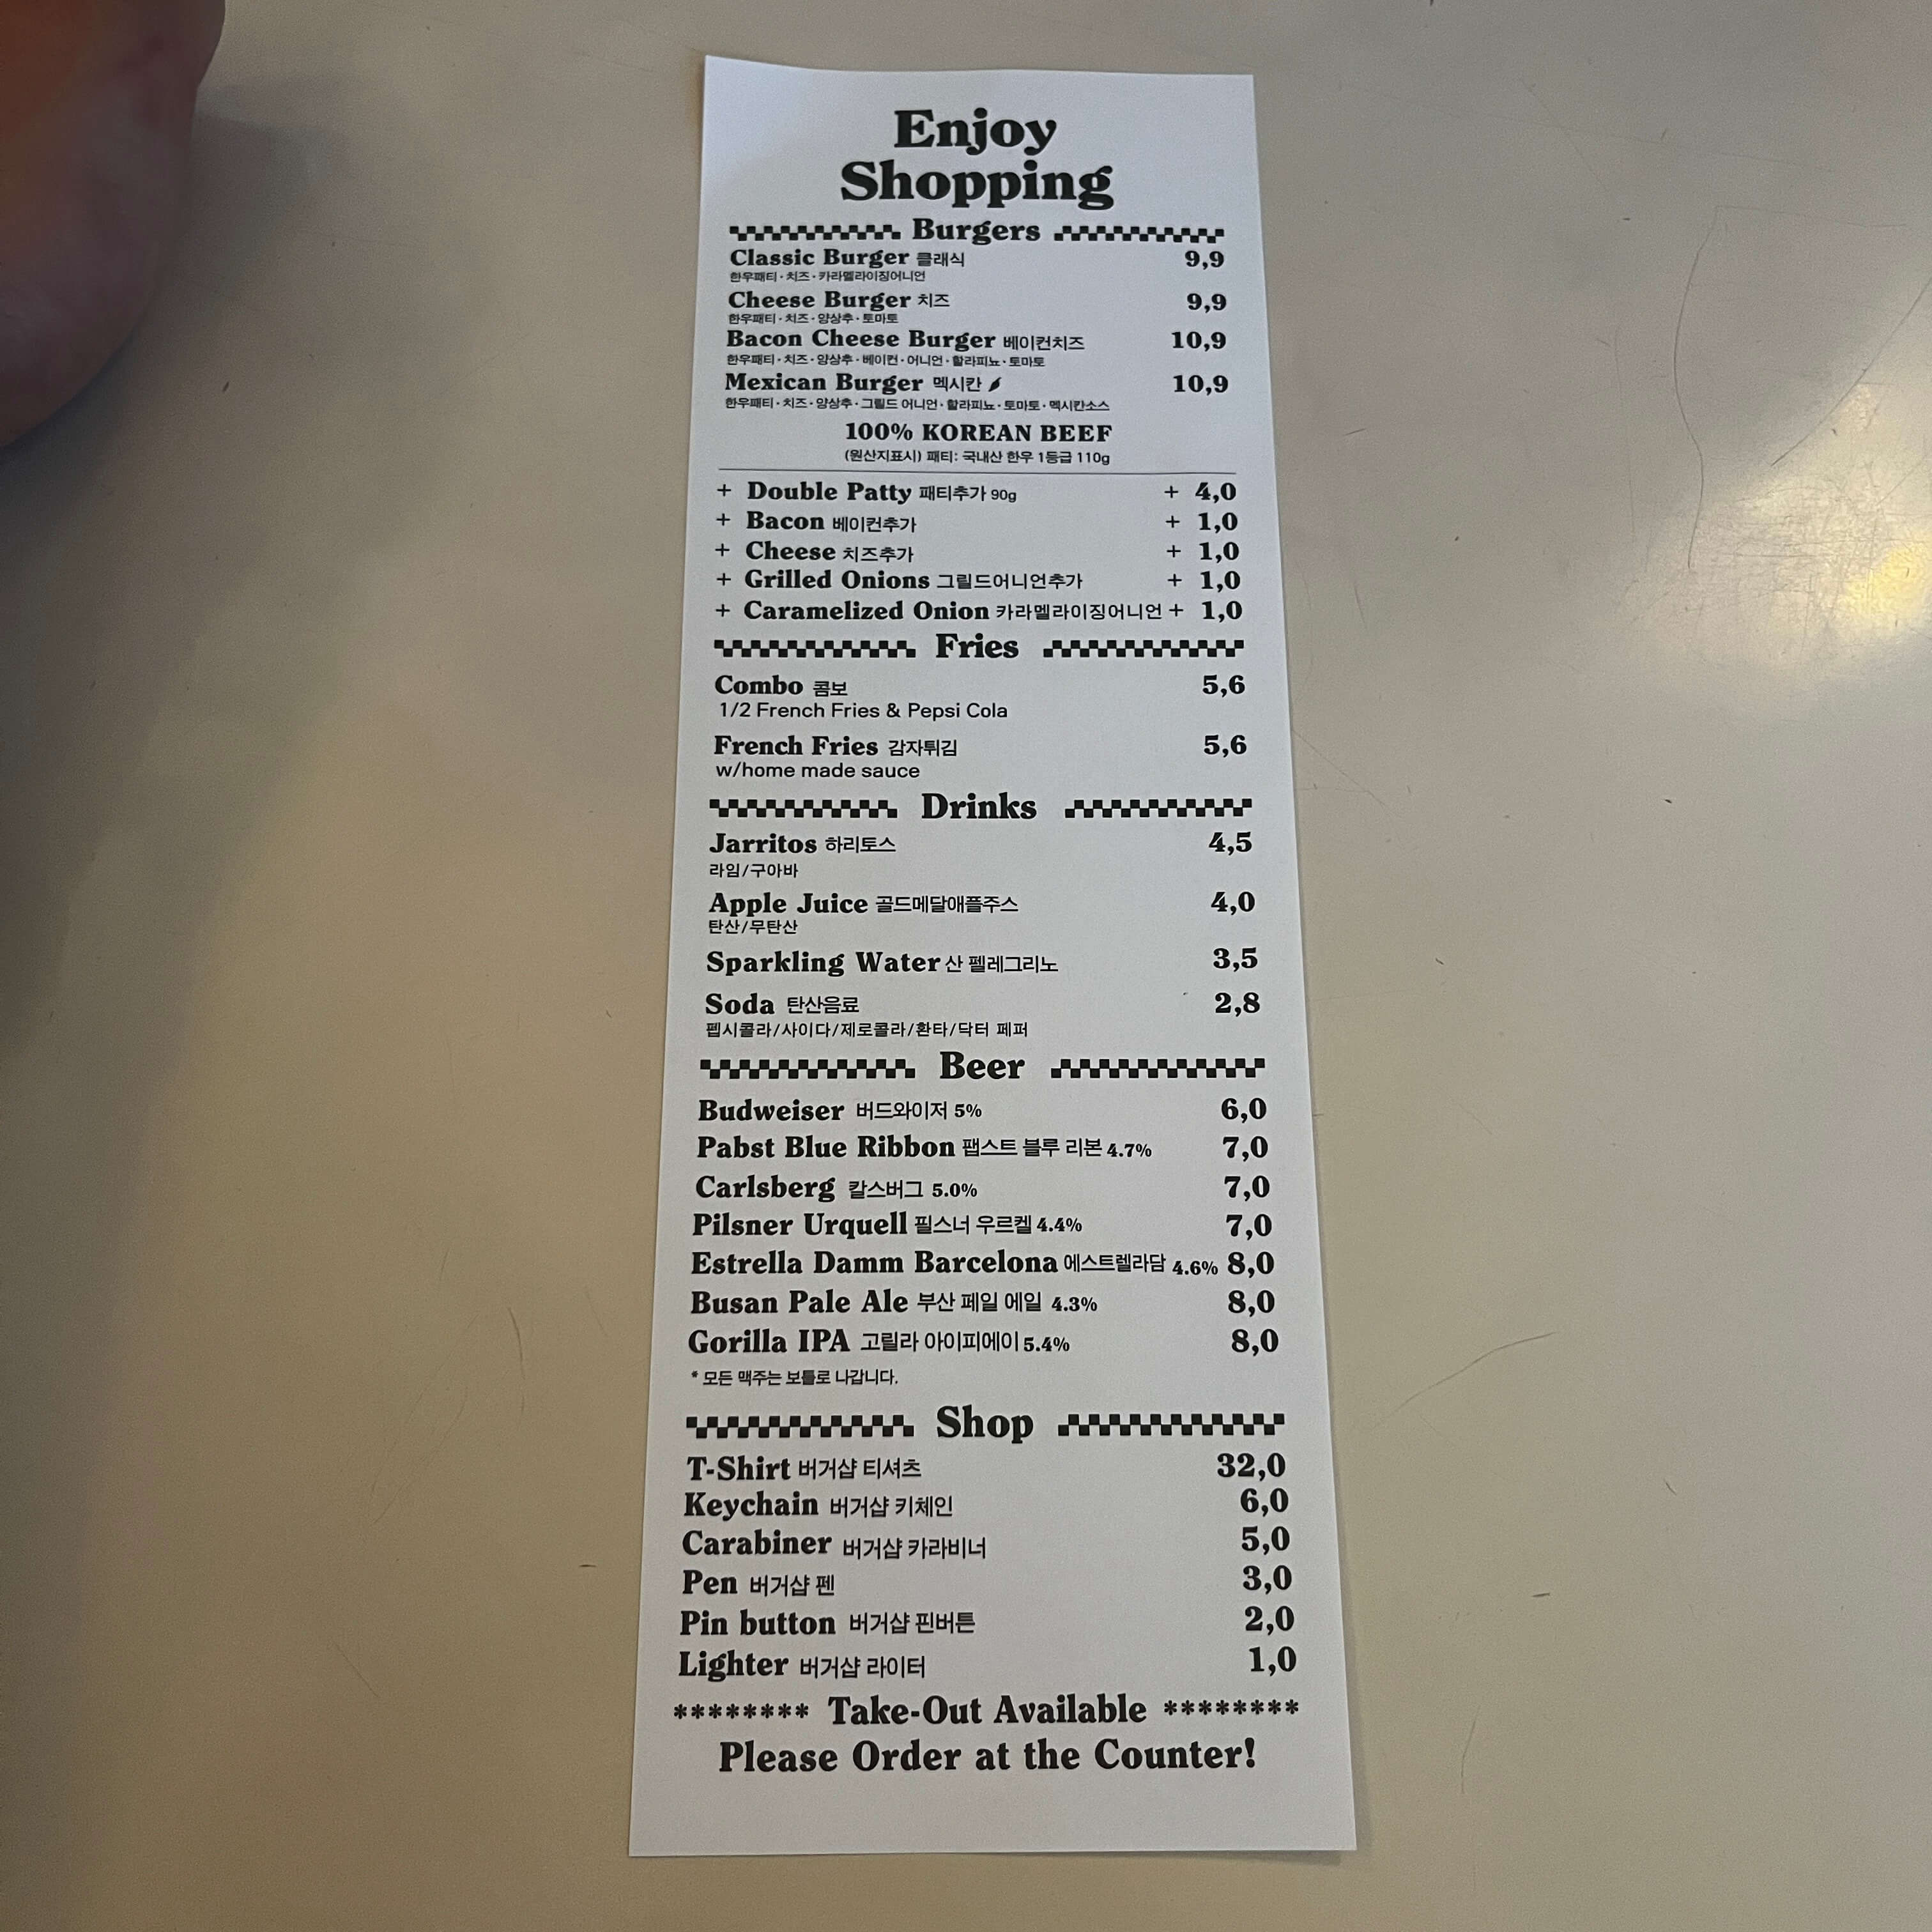 Enjoy
Shopping
Burgers
Classic Burger 클래식 9,9
한우패티·치즈·카라멜라이징어니언
Cheese Burger 치즈 9,9
한우패티·치즈·양상추·토마토
Bacon Cheese Burger 베이컨치즈 10,9
한우패티·치즈·양상추·베이컨·어니언·할라피뇨·토마토
Mexican Burger 멕시칸 10,9
한우패티·치즈·양상추·그릴드 어니언·할라피뇨·토마토·멕시칸소스
100% KOREAN BEEF
(원산지표시) 패티: 국내산 한우 1등급 110g
+ Double Patty 패티추가 90g + 4,0
+ Bacon 베이컨추가 + 1,0
+ Cheese 치즈추가 + 1,0
+ Grilled Onions 그릴드어니언추가 + 1,0
+ Caramelized Onion 카라멜라이징어니언 + 1,0
Fries
Combo 콤보 5,6
1/2 French Fries & Pepsi Cola
French Fries 감자튀김 5,6
w/home made sauce
Drinks
Jarritos 하리토스 4,5
라임/구아바
Apple Juice 골드메달애플주스 4,0
탄산/무탄산
Sparkling Water 산 펠레그리노 3,5
Soda 탄산음료 2,8
펩시콜라/사이다/제로콜라/환타/닥터 페퍼
Beer
Budweiser 버드와이저 5% 6,0
Pabst Blue Ribbon 팹스트 블루 리본 4.7% 7,0
Carlsberg 칼스버그 5.0% 7,0
Pilsner Urquell 필스너 우르켈 4.4% 7,0
Estrella Damm Barcelona 에스트렐라담 4.6% 8,0
Busan Pale Ale 부산 페일 에일 4.3% 8,0
Gorilla IPA 고릴라 아이피에이 5.4% 8,0
* 모든 맥주는 보틀로 나갑니다.
Shop
T-Shirt 버거샵 티셔츠 32,0
Keychain 버거샵 키체인 6,0
Carabiner 버거샵 카라비너 5,0
Pen 버거샵 펜 3,0
Pin button 버거샵 핀버튼 2,0
Lighter 버거샵 라이터 1,0
******** Take-Out Available ********
Please Order at the Counter!